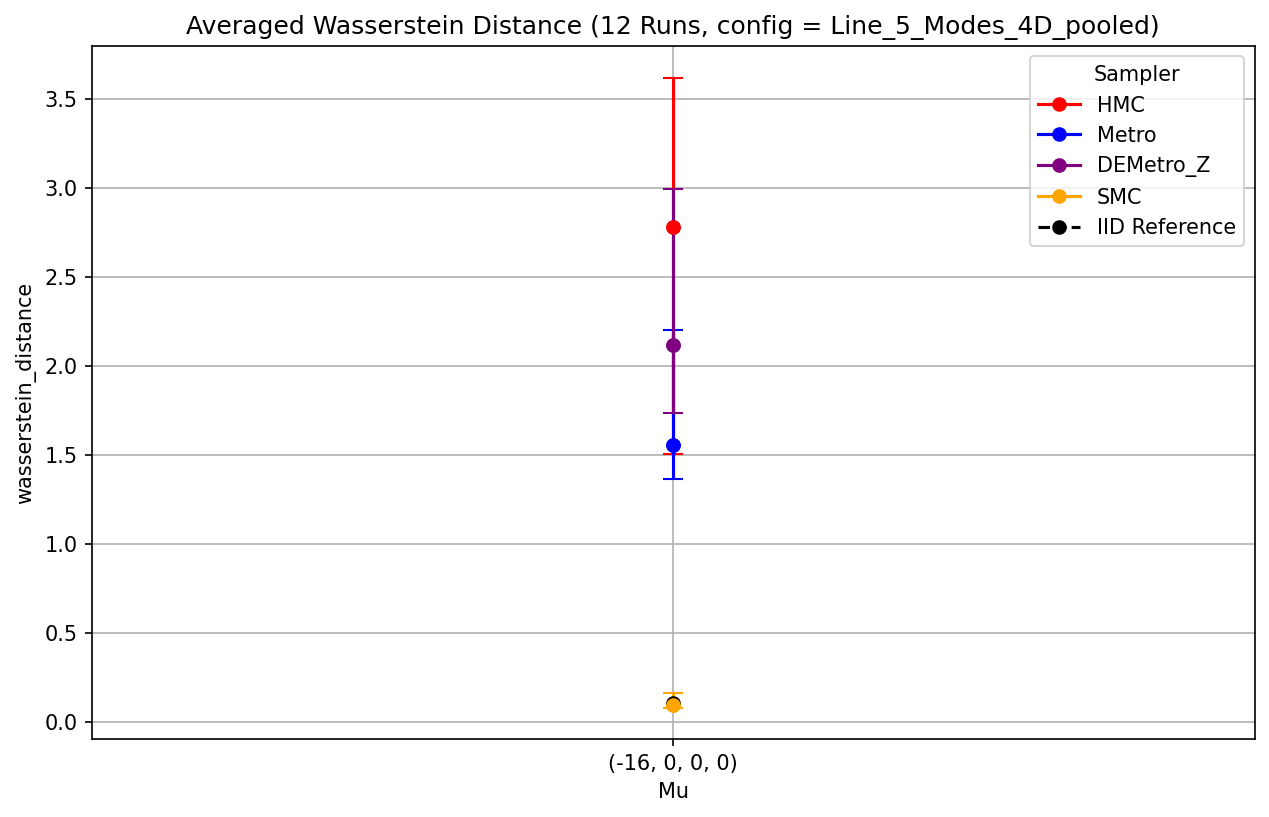 Averaged Wasserstein Distance (12 Runs, config = Line_5_Modes_4D_pooled)
Sampler
HMC
Metro
DEMetro_Z
SMC
IID Reference
wasserstein_distance
3.5
3.0
2.5
2.0
1.5
1.0
0.5
0.0
(-16, 0, 0, 0)
Mu